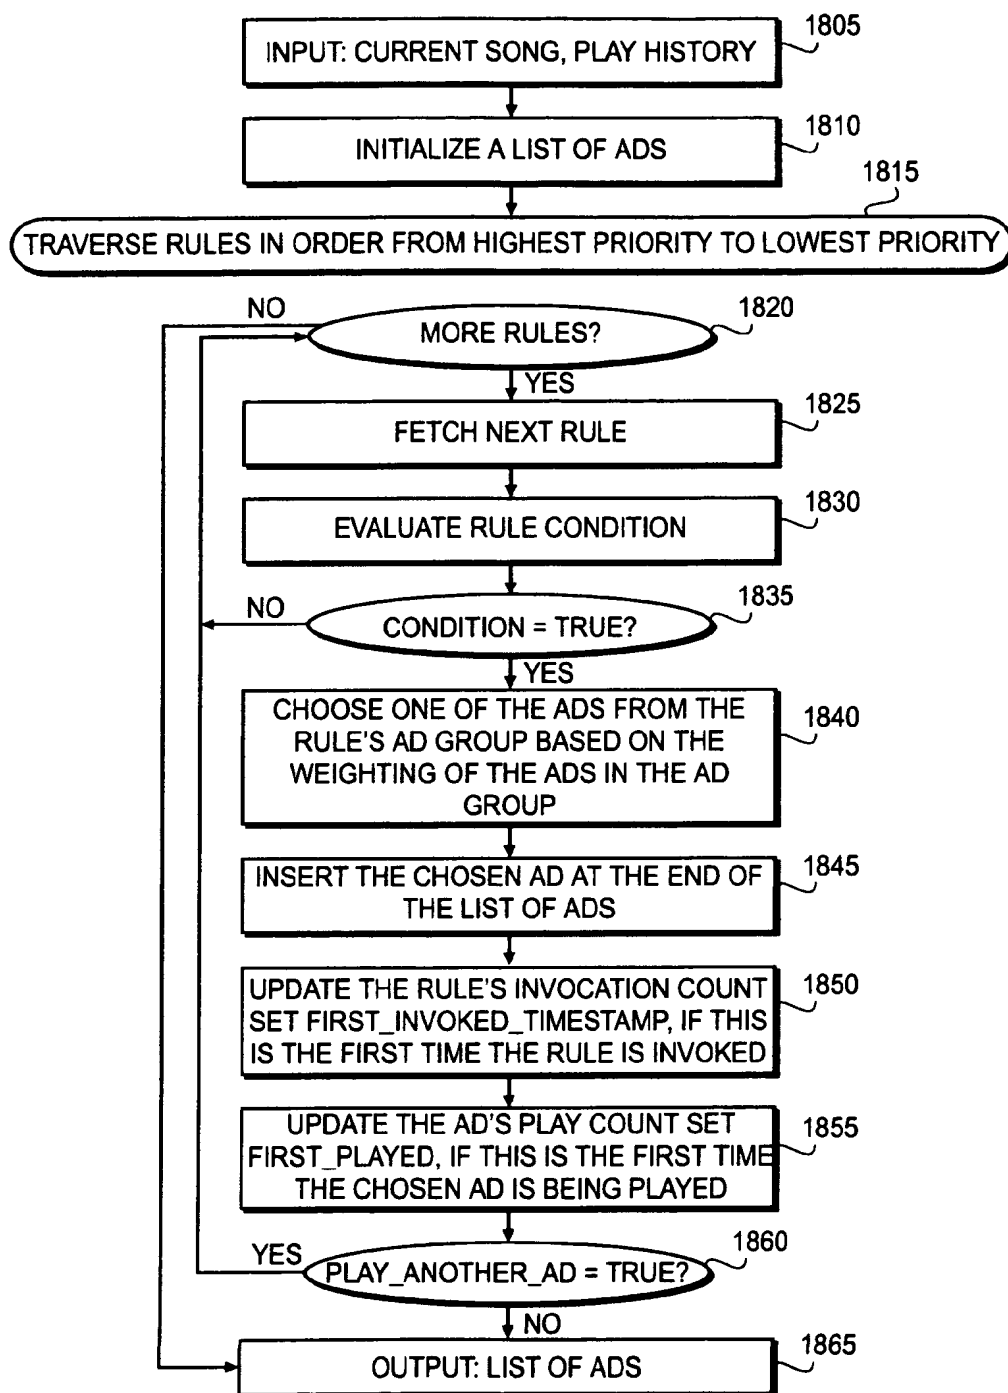 1805
INPUT: CURRENT SONG, PLAY HISTORY
1810
INITIALIZE A LIST OF ADS
1815
TRAVERSE RULES IN ORDER FROM HIGHEST PRIORITY TO LOWEST PRIORITY
NO
1820
MORE RULES?
YES
1825
FETCH NEXT RULE
1830
EVALUATE RULE CONDITION
NO
1835
CONDITION = TRUE?
YES
CHOOSE ONE OF THE ADS FROM THE
1840
RULE'S AD GROUP BASED ON THE
WEIGHTING OF THE ADS IN THE AD
GROUP
1845
INSERT THE CHOSEN AD AT THE END OF
THE LIST OF ADS
1850
UPDATE THE RULE'S INVOCATION COUNT
SET FIRST_INVOKED_TIMESTAMP, IF THIS
IS THE FIRST TIME THE RULE IS INVOKED
1855
UPDATE THE AD'S PLAY COUNT SET
FIRST_PLAYED, IF THIS IS THE FIRST TIME
THE CHOSEN AD IS BEING PLAYED
YES
1860
PLAY_ANOTHER_AD = TRUE?
NO
1865
OUTPUT: LIST OF ADS